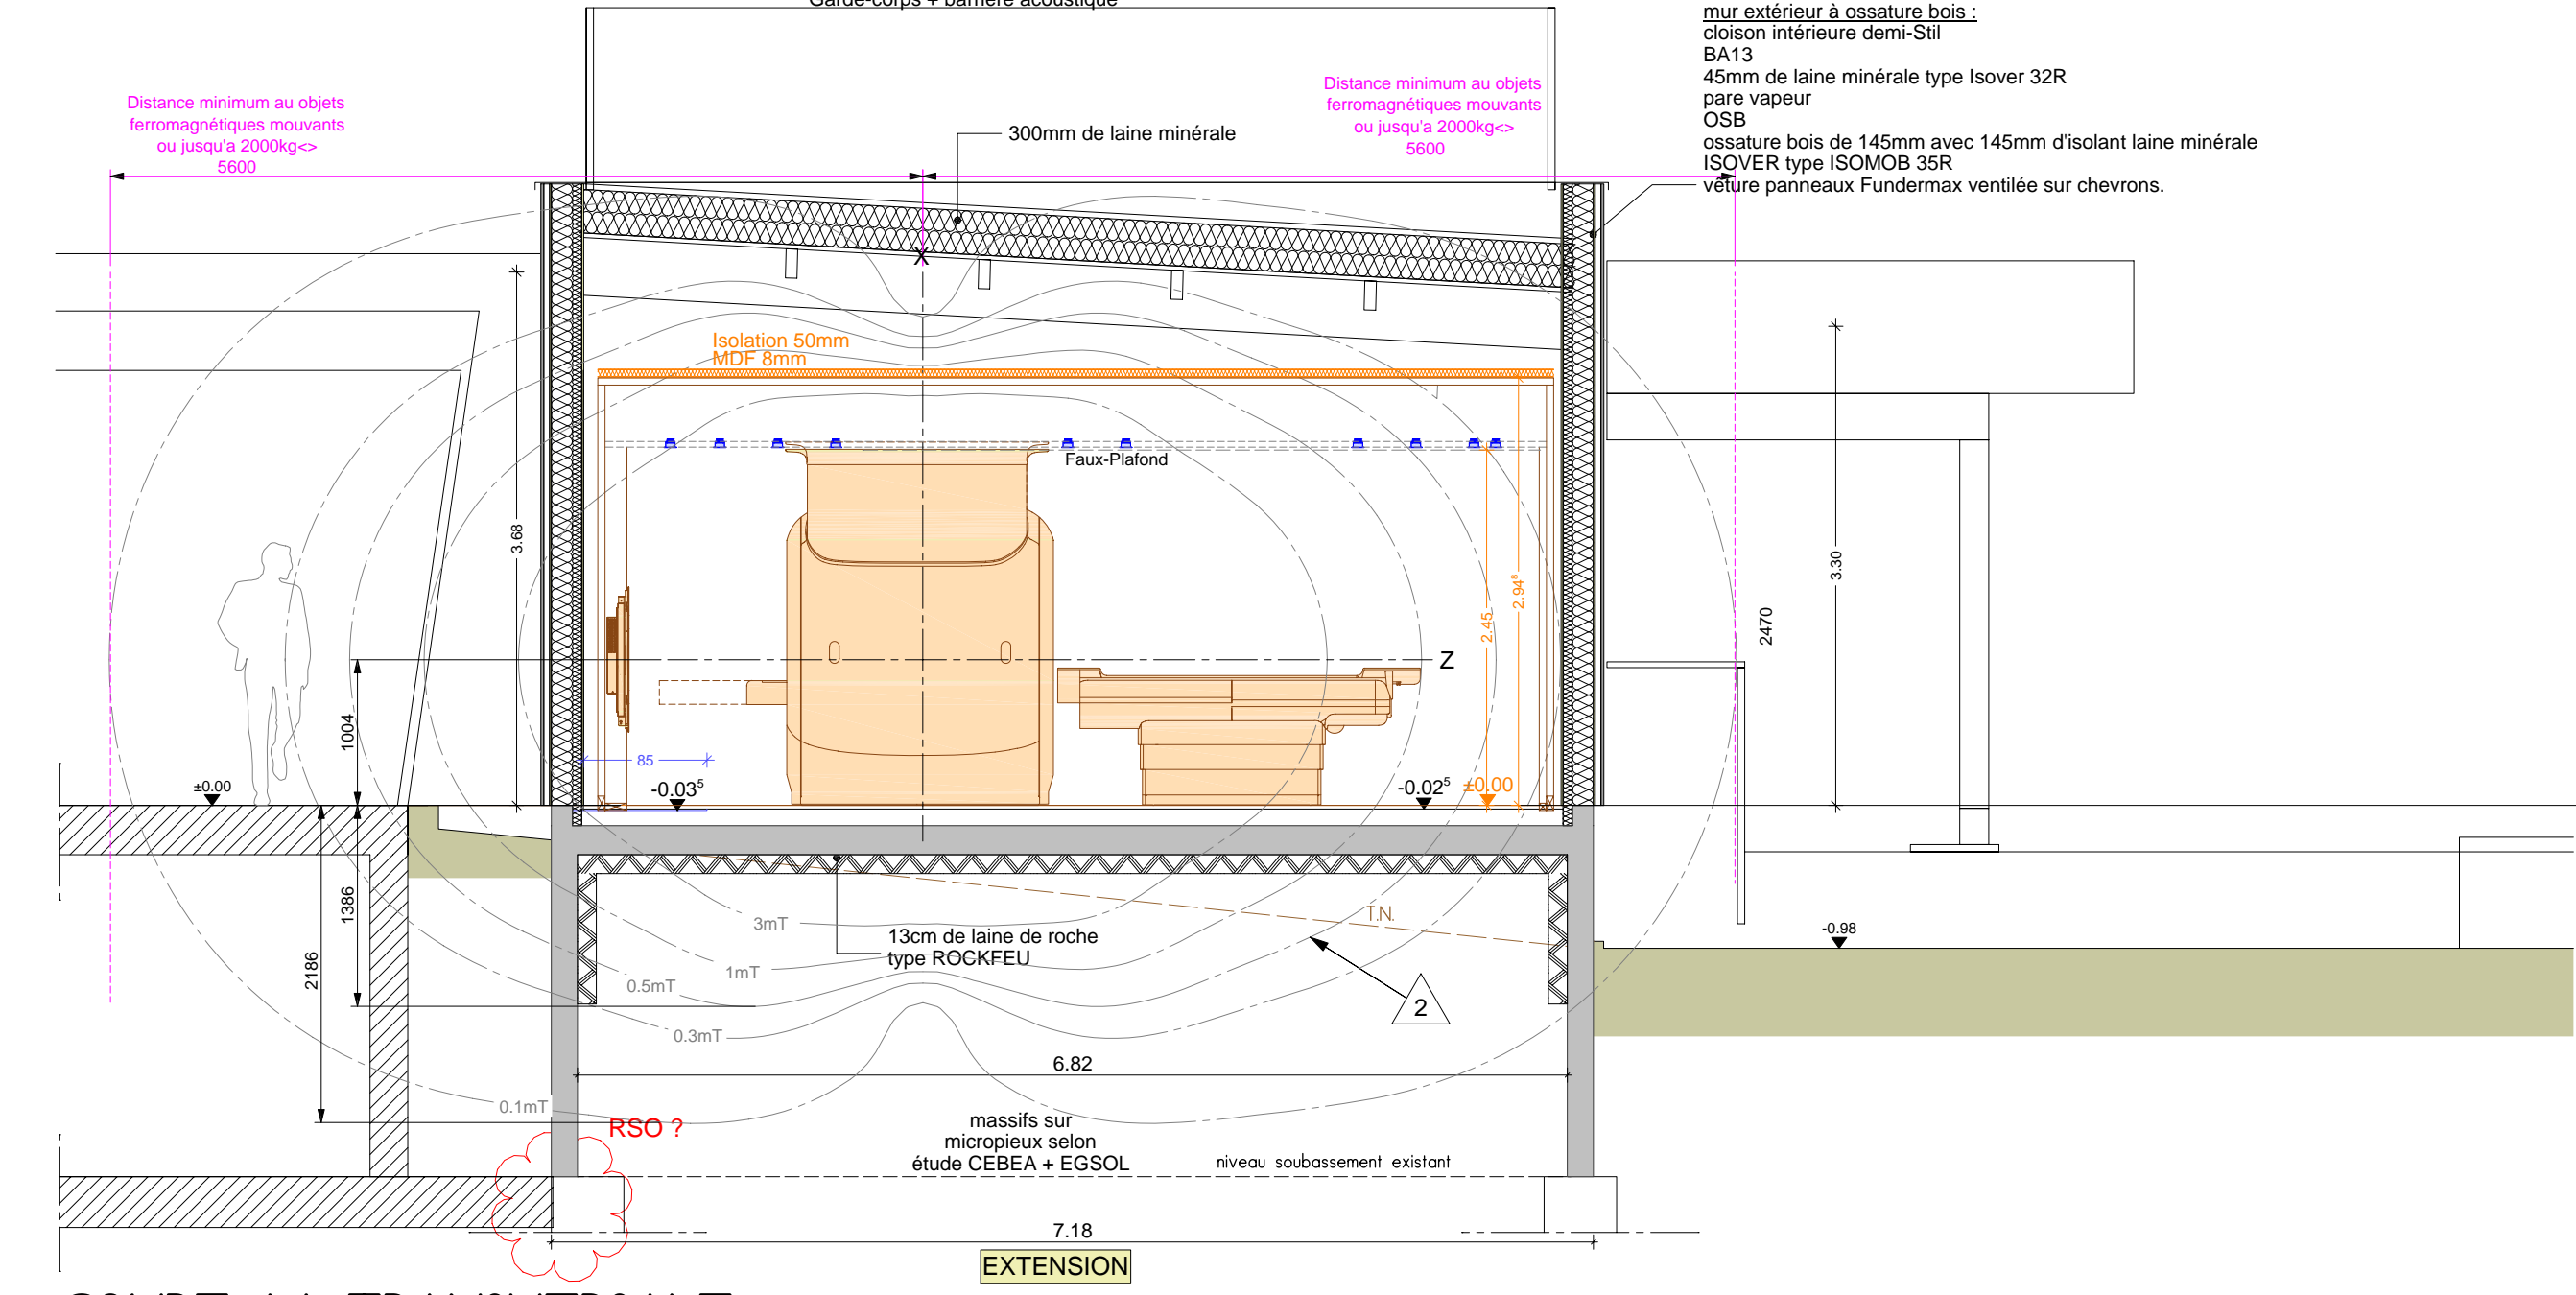 Garde-corps + barrière acoustique
mur extérieur à ossature bois :
cloison intérieure demi-Stil
BA13
45mm de laine minérale type Isover 32R
pare vapeur
OSB
ossature bois de 145mm avec 145mm d'isolant laine minérale
ISOVER type ISOMOB 35R
vêture panneaux Fundermax ventilée sur chevrons.
Distance minimum au objets
ferromagnétiques mouvants
ou jusqu'a 2000kg<>
5600
Distance minimum au objets
ferromagnétiques mouvants
ou jusqu'a 2000kg<>
5600
300mm de laine minérale
X
Isolation 50mm
MDF 8mm
Faux-Plafond
3.68
3.30
2.94⁸
2.45
2470
Z
1004
85
±0.00
-0.03⁵
-0.02⁵
±0.00
1386
2186
3mT
1mT
0.5mT
0.3mT
0.1mT
13cm de laine de roche
type ROCKFEU
T.N.
2
-0.98
6.82
RSO ?
massifs sur
micropieux selon
étude CEBEA + EGSOL
niveau soubassement existant
7.18
EXTENSION